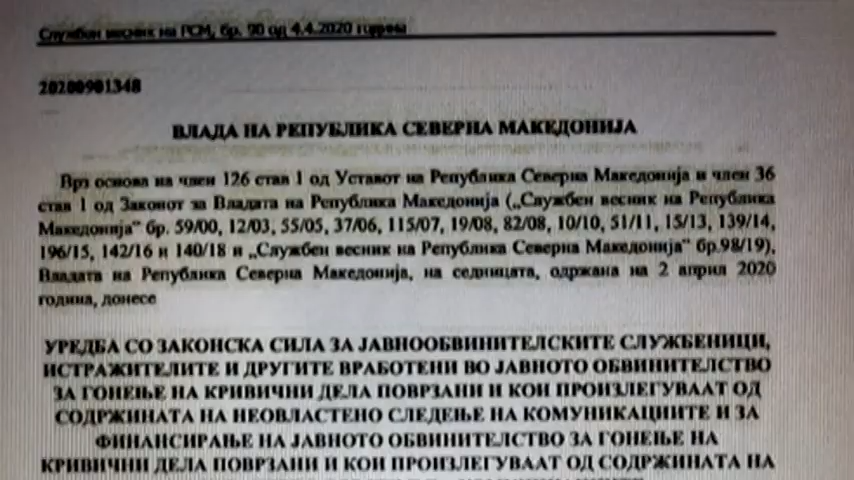 Службен весник на РСМ, бр. 90 од 4.4.2020 година
20200901348
ВЛАДА НА РЕПУБЛИКА СЕВЕРНА МАКЕДОНИЈА
Врз основа на член 126 став 1 од Уставот на Република Северна Македонија и член 36
став 1 од Законот за Владата на Република Македонија („Службен весник на Република
Македонија“ бр. 59/00, 12/03, 55/05, 37/06, 115/07, 19/08, 82/08, 10/10, 51/11, 15/13, 139/14,
196/15, 142/16 и 140/18 и „Службен весник на Република Северна Македонија“ бр.98/19),
Владата на Република Северна Македонија, на седницата, одржана на 2 април 2020
година, донесе
УРЕДБА СО ЗАКОНСКА СИЛА ЗА ЈАВНООБВИНИТЕЛСКИТЕ СЛУЖБЕНИЦИ,
ИСТРАЖИТЕЛИТЕ И ДРУГИТЕ ВРАБОТЕНИ ВО ЈАВНОТО ОБВИНИТЕЛСТВО
ЗА ГОНЕЊЕ НА КРИВИЧНИ ДЕЛА ПОВРЗАНИ И КОИ ПРОИЗЛЕГУВААТ ОД
СОДРЖИНАТА НА НЕОВЛАСТЕНО СЛЕДЕЊЕ НА КОМУНИКАЦИИТЕ И ЗА
ФИНАНСИРАЊЕ НА ЈАВНОТО ОБВИНИТЕЛСТВО ЗА ГОНЕЊЕ НА
КРИВИЧНИ ДЕЛА ПОВРЗАНИ И КОИ ПРОИЗЛЕГУВААТ ОД СОДРЖИНАТА НА